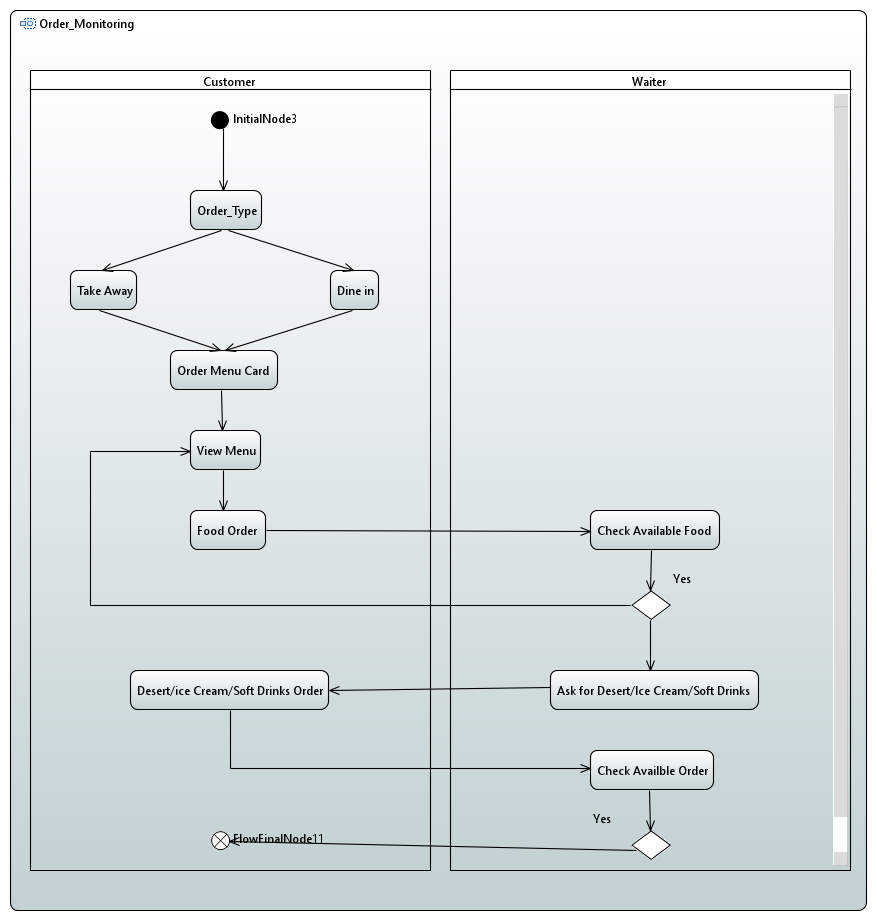 Order_Monitoring
Customer
Waiter
InitialNode3
Order_Type
Take Away
Dine in
Order Menu Card
View Menu
Food Order
Check Available Food
Yes
Desert/ice Cream/Soft Drinks Order
Ask for Desert/Ice Cream/Soft Drinks
Check Availble Order
Yes
FlowFinalNode11